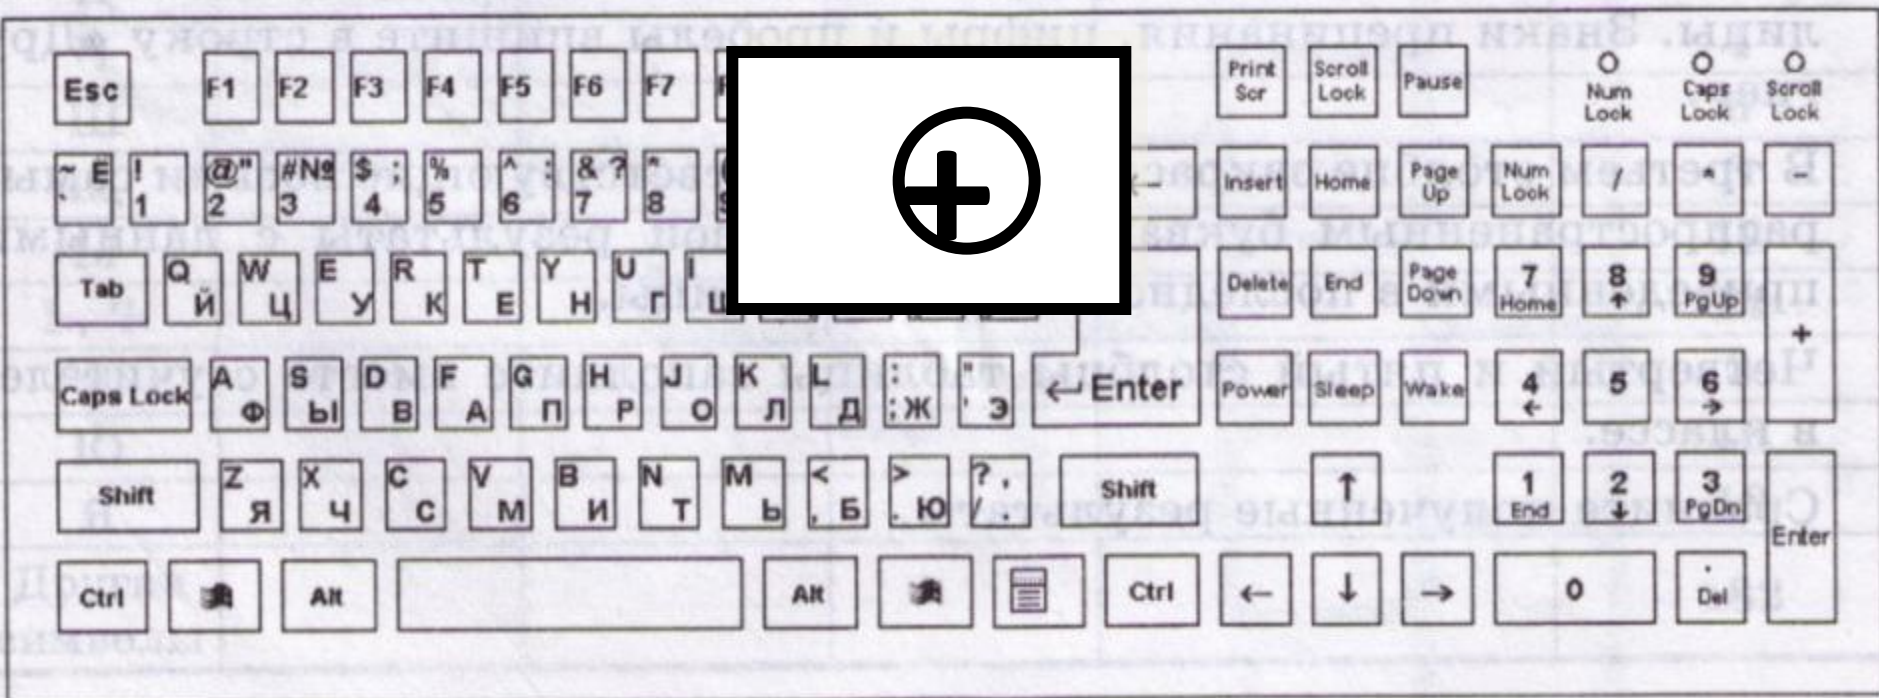 Esc F1 F2 F3 F4 F5 F6 F7 Print Scr Scroll Lock Pause Num Lock Caps Lock Scroll Lock
~ Ё ` ! 1 @ " 2 # № 3 $ ; 4 % 5 ^ : 6 & ? 7 * 8 ← Insert Home Page Up Num Lock / * -
Tab Q Й W Ц E У R К T Е Y Н U Г I Delete End Page Down 7 Home 8 ↑ 9 PgUp +
Caps Lock A Ф S Ы D В F А G П H Р J О K Л L Д : ; Ж " ' Э ↵ Enter Power Sleep Wake 4 ← 5 6 →
Shift Z Я X Ч C С V М B И N Т M Ь < , Б > . Ю ? , / . Shift ↑ 1 End 2 ↓ 3 PgDn Enter
Ctrl Alt Alt Ctrl ← ↓ → 0 . Del